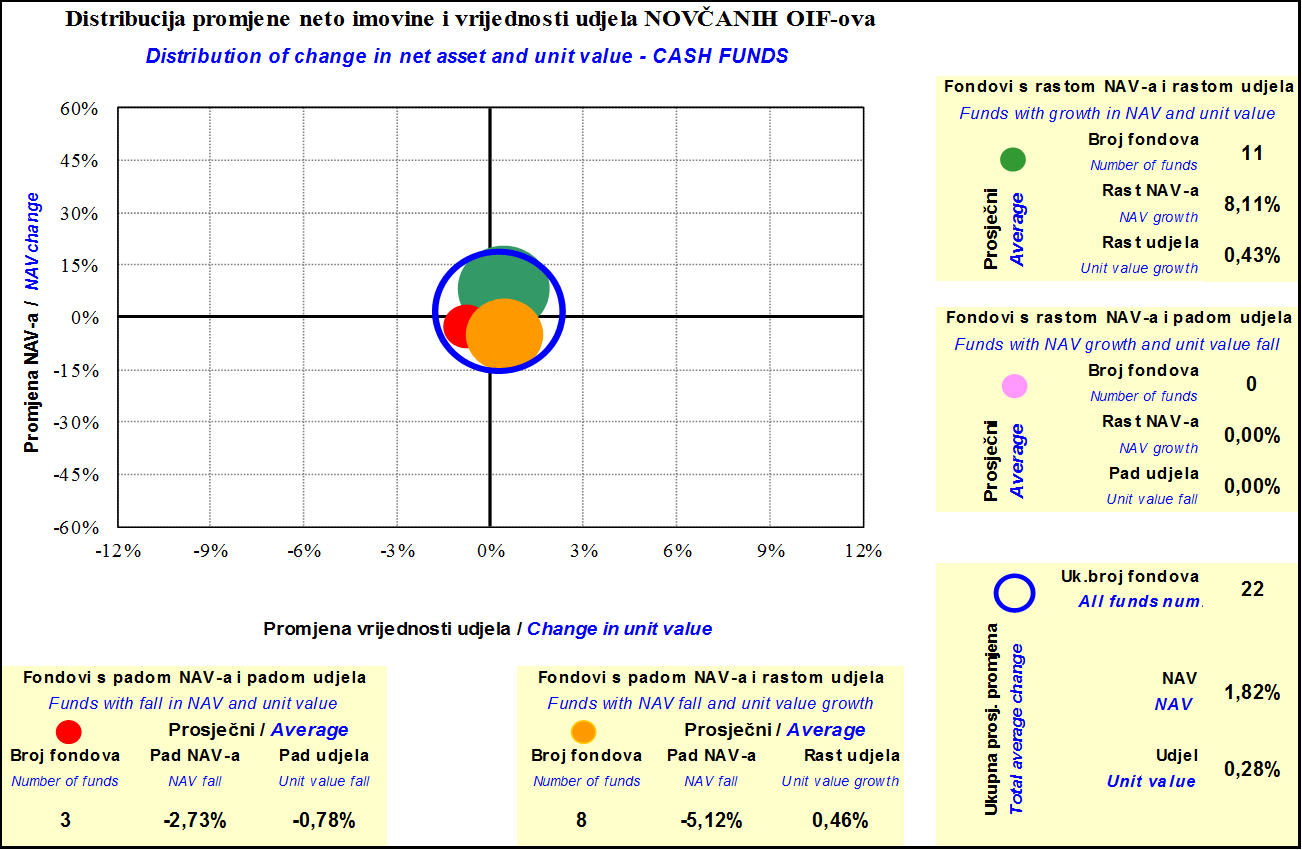 Distribucija promjene neto imovine i vrijednosti udjela NOVČANIH OIF-ova
Distribution of change in net asset and unit value - CASH FUNDS
60%
45%
30%
15%
0%
-15%
-30%
-45%
-60%
-12%
-9%
-6%
-3%
0%
3%
6%
9%
12%
Promjena NAV-a / NAV change
Promjena vrijednosti udjela / Change in unit value
Fondovi s rastom NAV-a i rastom udjela
Funds with growth in NAV and unit value
Broj fondova
Number of funds
11
Prosječni
Average
Rast NAV-a
NAV growth
8,11%
Rast udjela
Unit value growth
0,43%
Fondovi s rastom NAV-a i padom udjela
Funds with NAV growth and unit value fall
Broj fondova
Number of funds
0
Prosječni
Average
Rast NAV-a
NAV growth
0,00%
Pad udjela
Unit value fall
0,00%
Uk.broj fondova
All funds num.
22
Ukupna prosj. promjena
Total average change
NAV
NAV
1,82%
Udjel
Unit value
0,28%
Fondovi s padom NAV-a i padom udjela
Funds with fall in NAV and unit value
Prosječni / Average
Broj fondova Pad NAV-a Pad udjela
Number of funds NAV fall Unit value fall
3 -2,73% -0,78%
Fondovi s padom NAV-a i rastom udjela
Funds with NAV fall and unit value growth
Prosječni / Average
Broj fondova Pad NAV-a Rast udjela
Number of funds NAV fall Unit value growth
8 -5,12% 0,46%